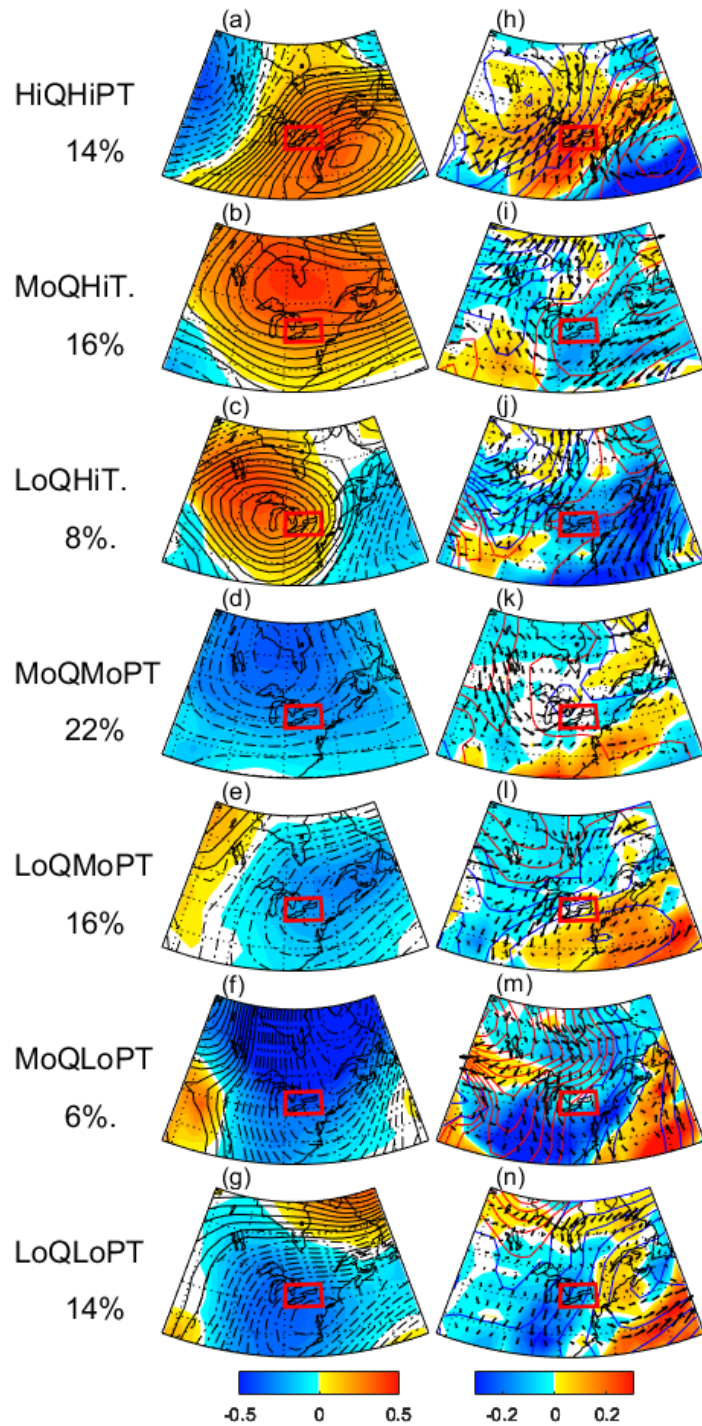 (a) (h)
HiQHiPT
14%
(b) (i)
MoQHiT.
16%
(c) (j)
LoQHiT.
8%.
(d) (k)
MoQMoPT
22%
(e) (l)
LoQMoPT
16%
(f) (m)
MoQLoPT
6%.
(g) (n)
LoQLoPT
14%
-0.5 0 0.5 -0.2 0 0.2